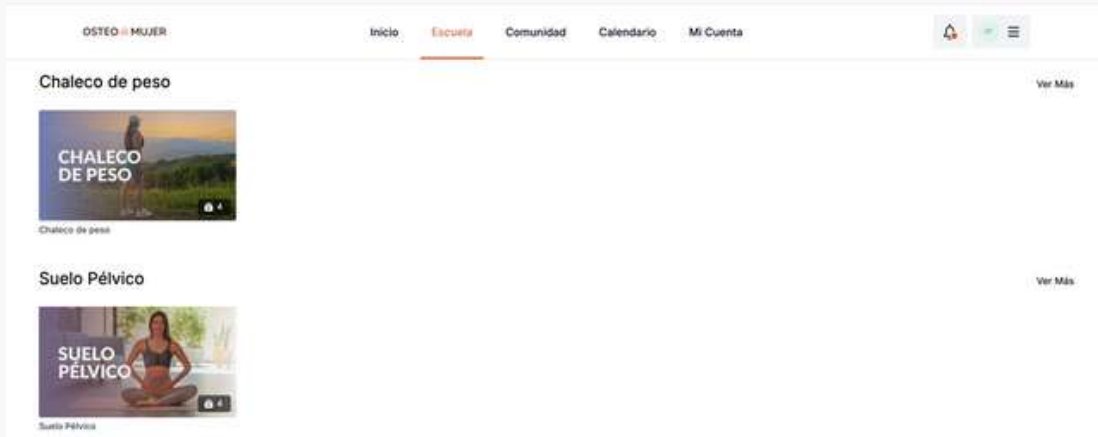 OSTEO MUJER
Inicio Escuela Comunidad Calendario Mi Cuenta
Chaleco de peso Ver Más
CHALECO
DE PESO
4
Chaleco de peso
Suelo Pélvico Ver Más
SUELO
PÉLVICO
4
Suelo Pélvico